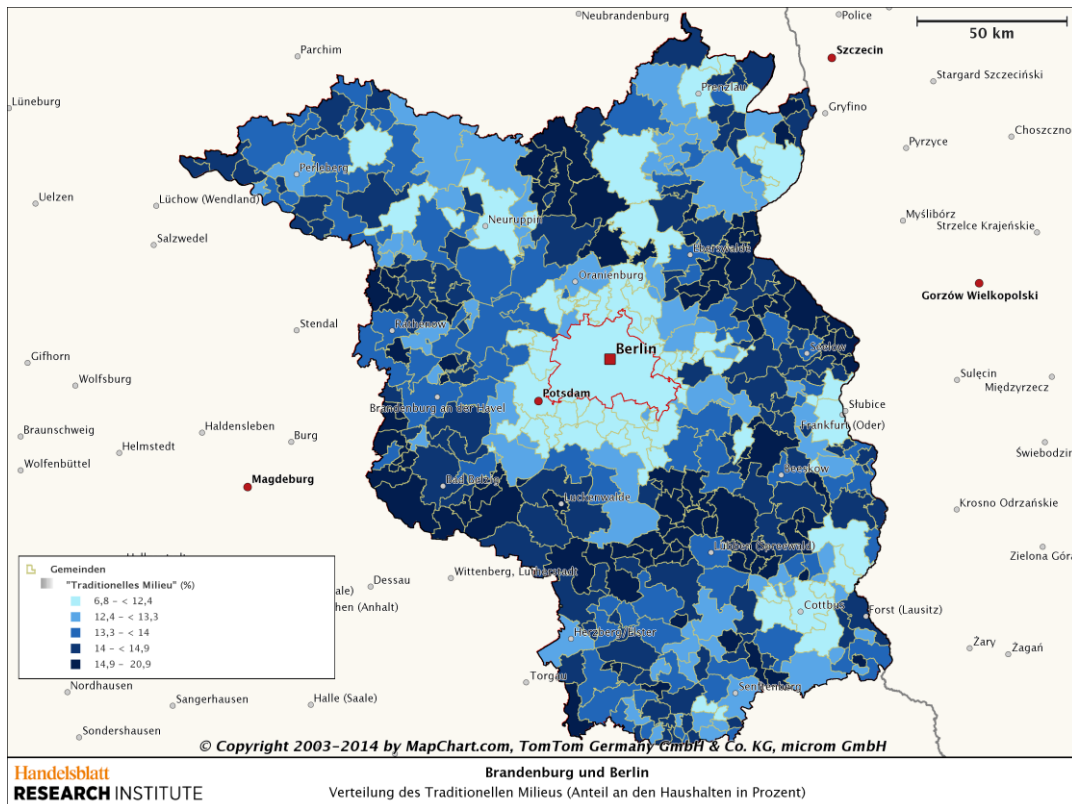 Neubrandenburg
Police
50 km
Parchim
Szczecin
Stargard Szczeciński
Prenzlau
Lüneburg
Gryfino
Choszczno
Pyrzyce
Perleberg
Uelzen
Lüchow (Wendland)
Myślibórz
Neuruppin
Strzelce Krajeńskie
Salzwedel
Eberswalde
Oranienburg
Gorzów Wielkopolski
Stendal
Rathenow
Berlin
Seelow
Gifhorn
Sulęcin
Wolfsburg
Międzyrzecz
Potsdam
Brandenburg an der Havel
Słubice
Haldensleben
Frankfurt (Oder)
Braunschweig
Burg
Helmstedt
Świebodzin
Wolfenbüttel
Beeskow
Magdeburg
Bad Belzig
Luckenwalde
Krosno Odrzańskie
Lübben (Spreewald)
Zielona Góra
Gemeinden
"Traditionelles Milieu" (%)
6,8 – < 12,4
12,4 – < 13,3
13,3 – < 14
14 – < 14,9
14,9 – 20,9
Wittenberg, Lutherstadt
Dessau
(Anhalt)
Cottbus
Forst (Lausitz)
Herzberg/Elster
Żary
Żagań
Torgau
Senftenberg
Nordhausen
Sangerhausen
Halle (Saale)
Sondershausen
© Copyright 2003-2014 by MapChart.com, TomTom Germany GmbH & Co. KG, microm GmbH
Handelsblatt
RESEARCH INSTITUTE
Brandenburg und Berlin
Verteilung des Traditionellen Milieus (Anteil an den Haushalten in Prozent)